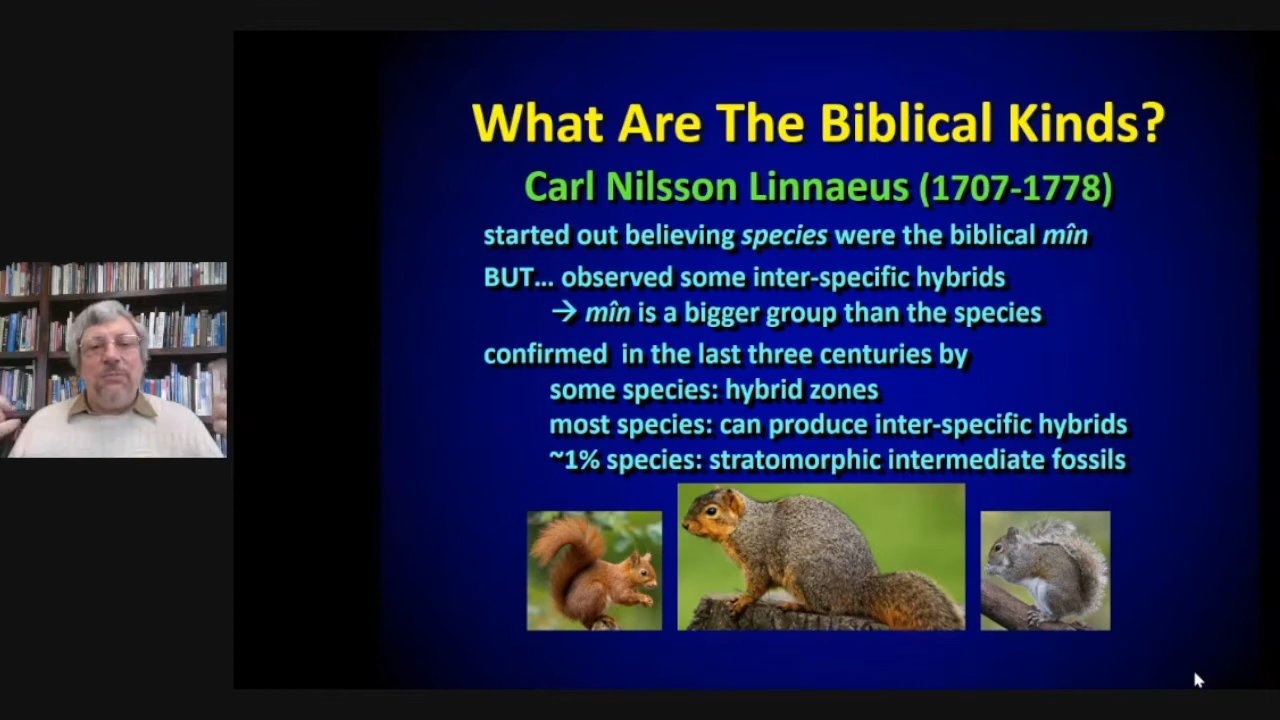 What Are The Biblical Kinds?
Carl Nilsson Linnaeus (1707-1778)
started out believing species were the biblical mîn
BUT... observed some inter-specific hybrids
→ mîn is a bigger group than the species
confirmed in the last three centuries by
some species: hybrid zones
most species: can produce inter-specific hybrids
~1% species: stratomorphic intermediate fossils